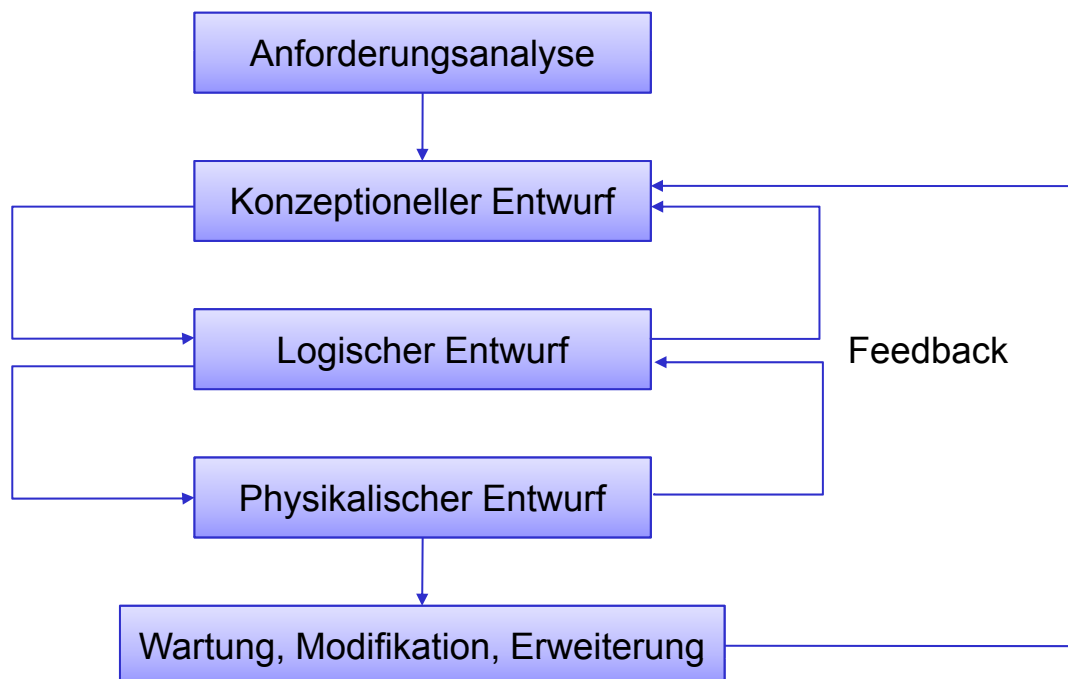 Anforderungsanalyse
Konzeptioneller Entwurf
Logischer Entwurf
Feedback
Physikalischer Entwurf
Wartung, Modifikation, Erweiterung